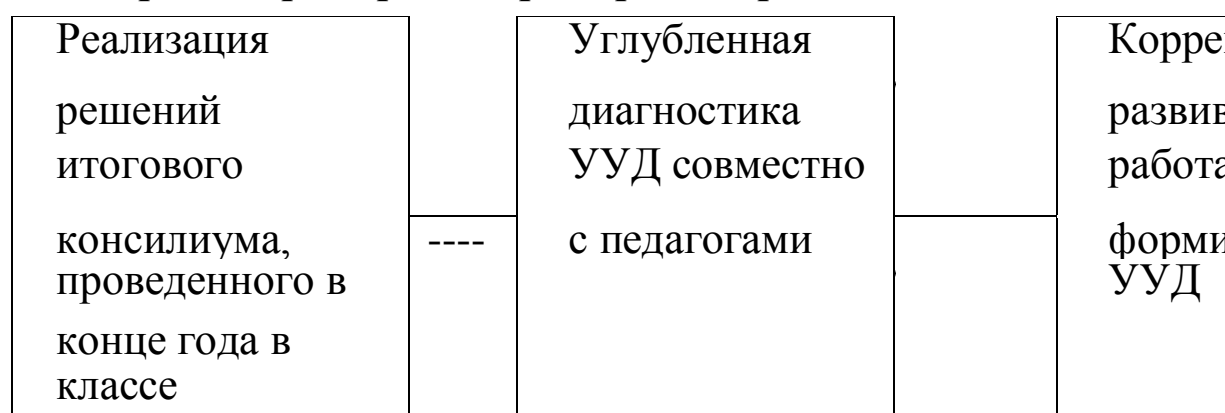 Реализация
решений
итогового
консилиума,
проведенного в
конце года в
классе
----
Углубленная
диагностика
УУД совместно
с педагогами
УУД